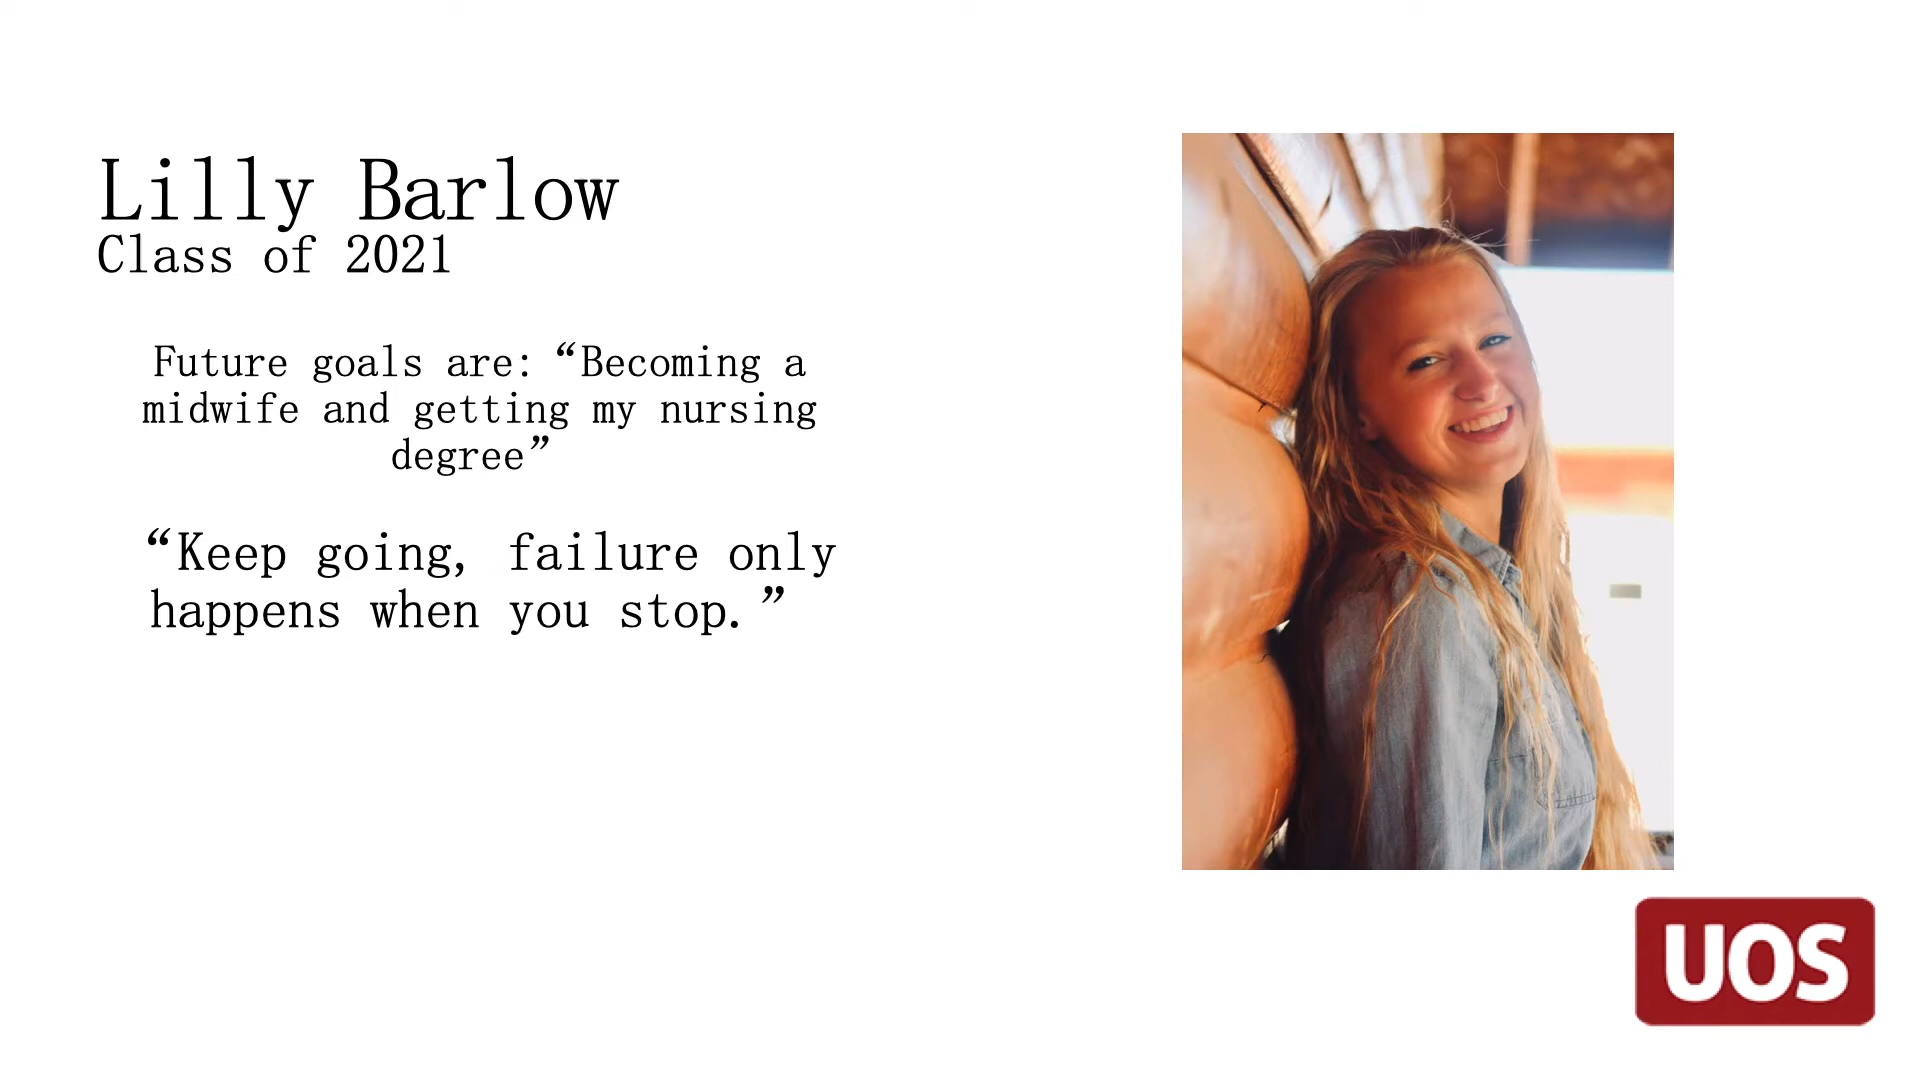 Lilly Barlow
Class of 2021
Future goals are: “Becoming a
midwife and getting my nursing
degree”
“Keep going, failure only
happens when you stop.”
UOS